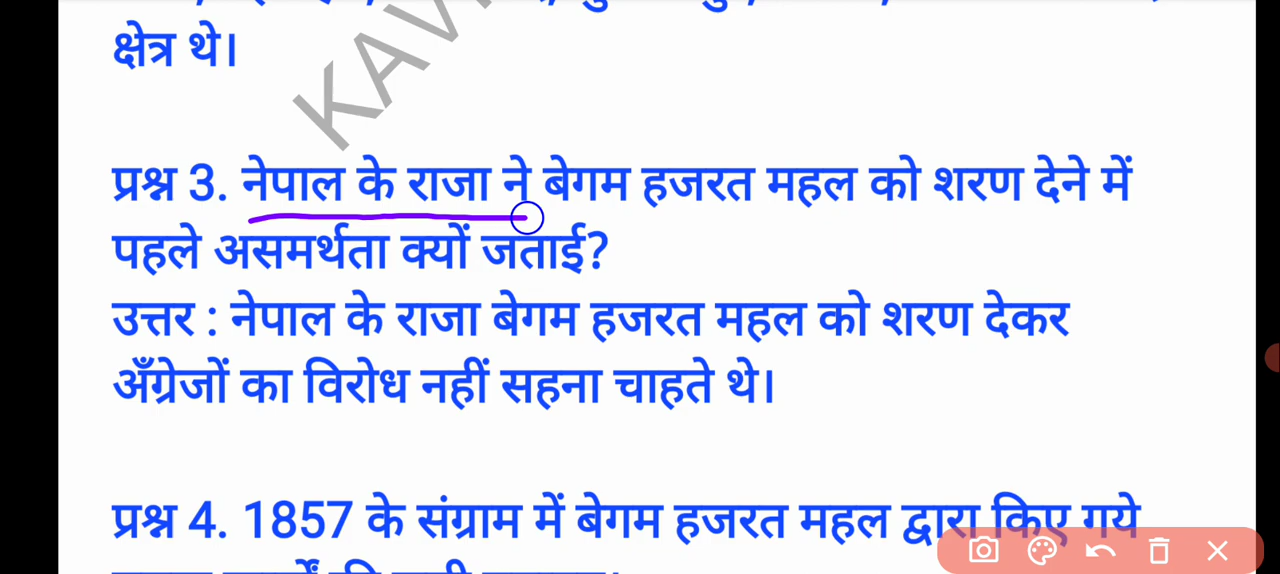 क्षेत्र थे।
KAV
प्रश्न 3. नेपाल के राजा ने बेगम हजरत महल को शरण देने में
पहले असमर्थता क्यों जताई?
उत्तर : नेपाल के राजा बेगम हजरत महल को शरण देकर
अँग्रेजों का विरोध नहीं सहना चाहते थे।
प्रश्न 4. 1857 के संग्राम में बेगम हजरत महल द्वारा किए गये